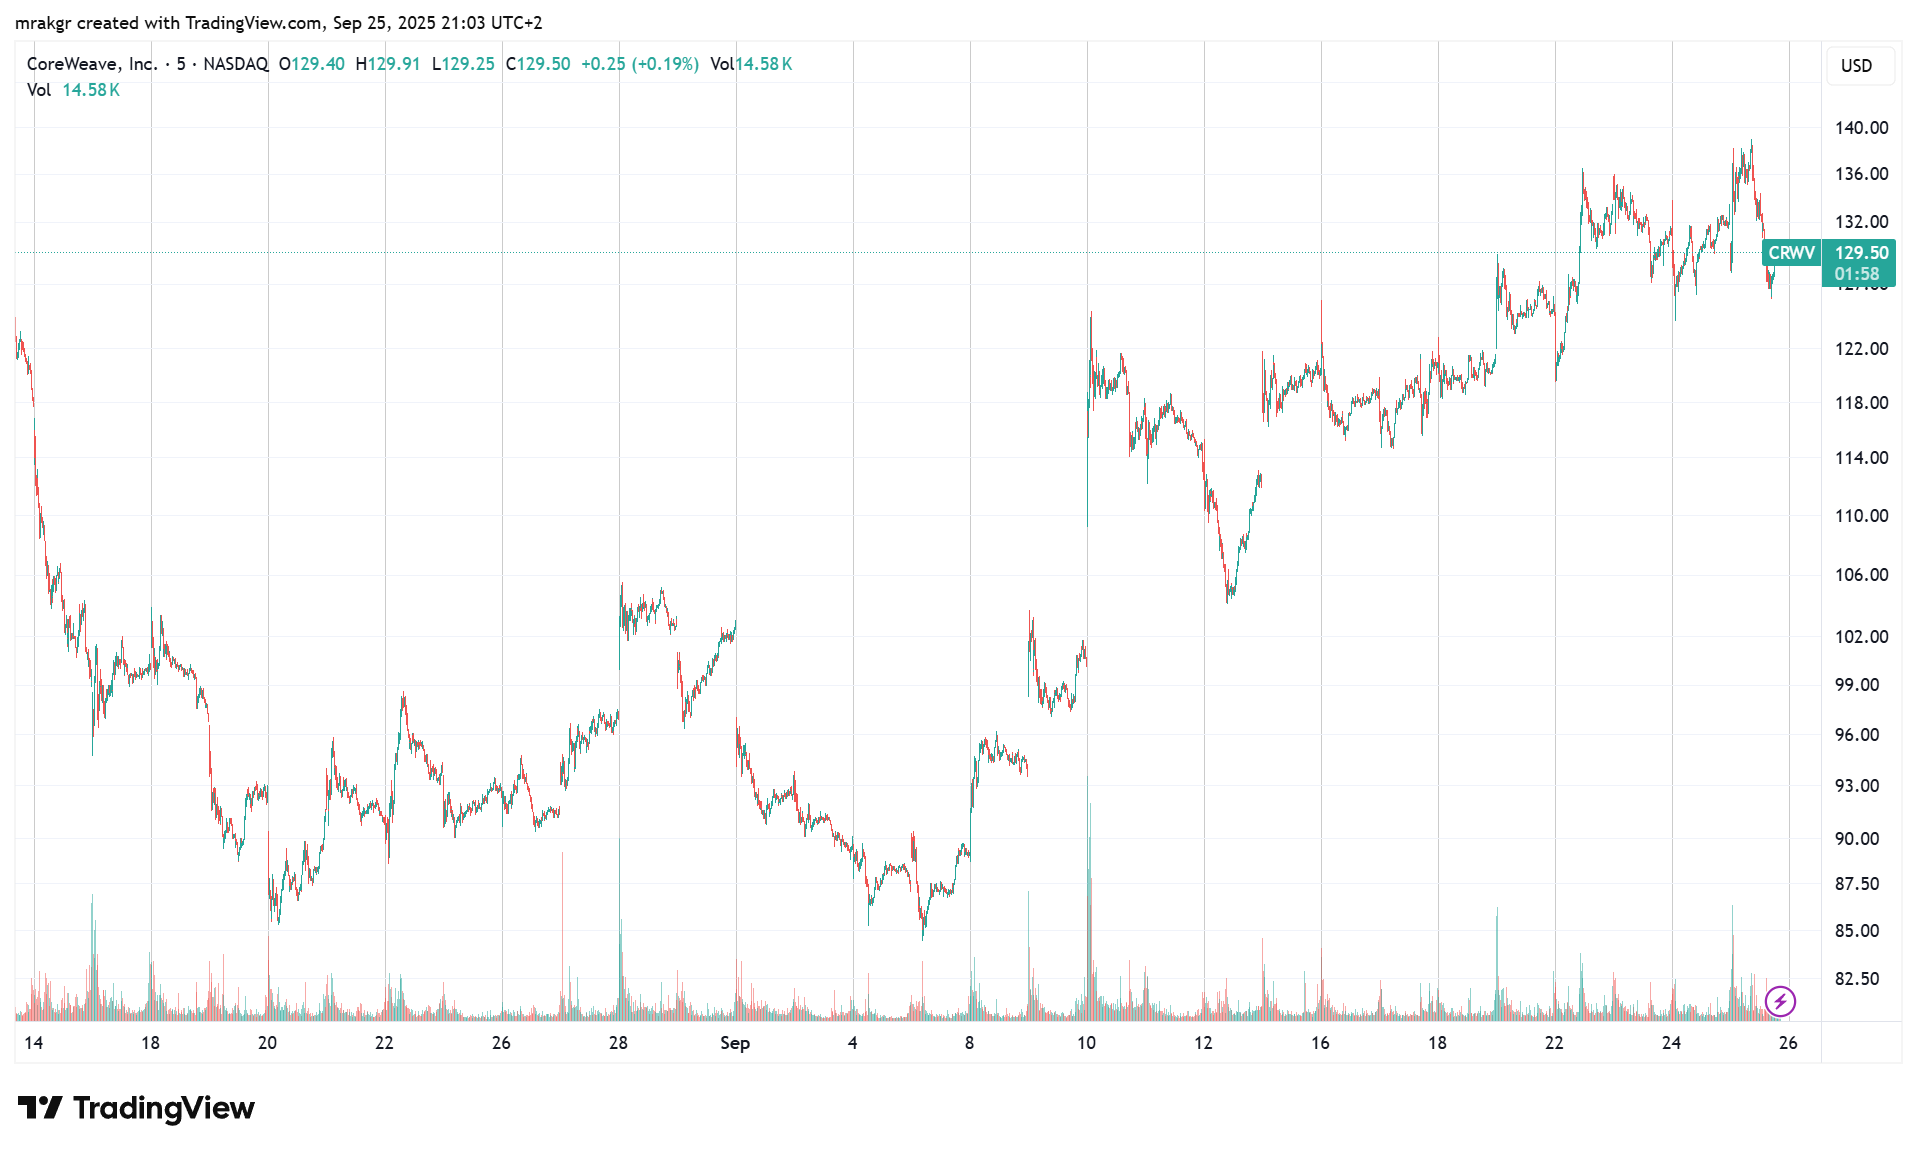 mrakgr created with TradingView.com, Sep 25, 2025 21:03 UTC+2
CoreWeave, Inc. · 5 · NASDAQ O129.40 H129.91 L129.25 C129.50 +0.25 (+0.19%) Vol14.58 K
Vol 14.58 K
USD
140.00
136.00
132.00
CRWV 129.50
01:58
122.00
118.00
114.00
110.00
106.00
102.00
99.00
96.00
93.00
90.00
87.50
85.00
82.50
14 18 20 22 26 28 Sep 4 8 10 12 16 18 22 24 26
TradingView